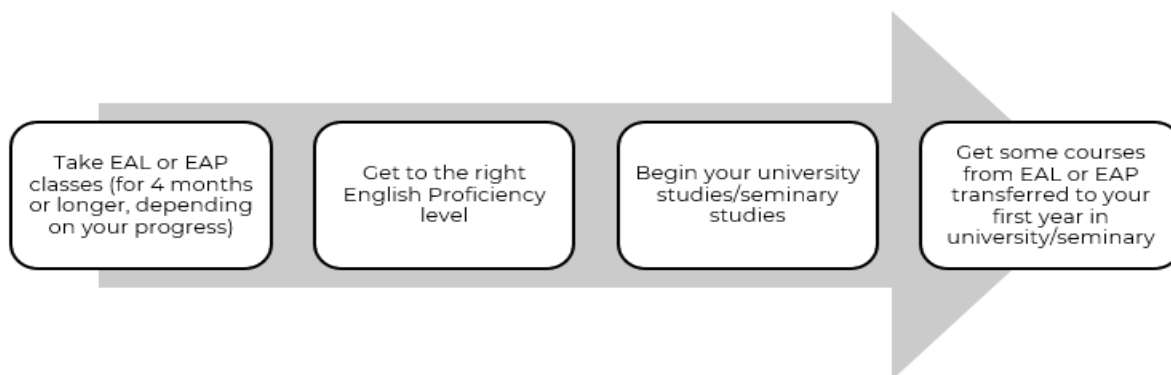 Take EAL or EAP
classes (for 4 months
or longer, depending
on your progress)
Get to the right
English Proficiency
level
Begin your university
studies/seminary
studies
Get some courses
from EAL or EAP
transferred to your
first year in
university/seminary